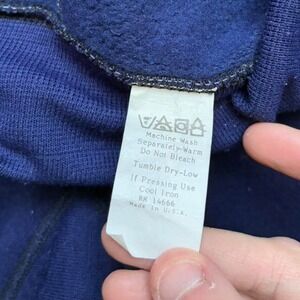 Machine Wash
Separately-Warm
Do Not Bleach
Tumble Dry-Low
If Pressing Use
Cool Iron
RN 14666
Made in U.S.A.